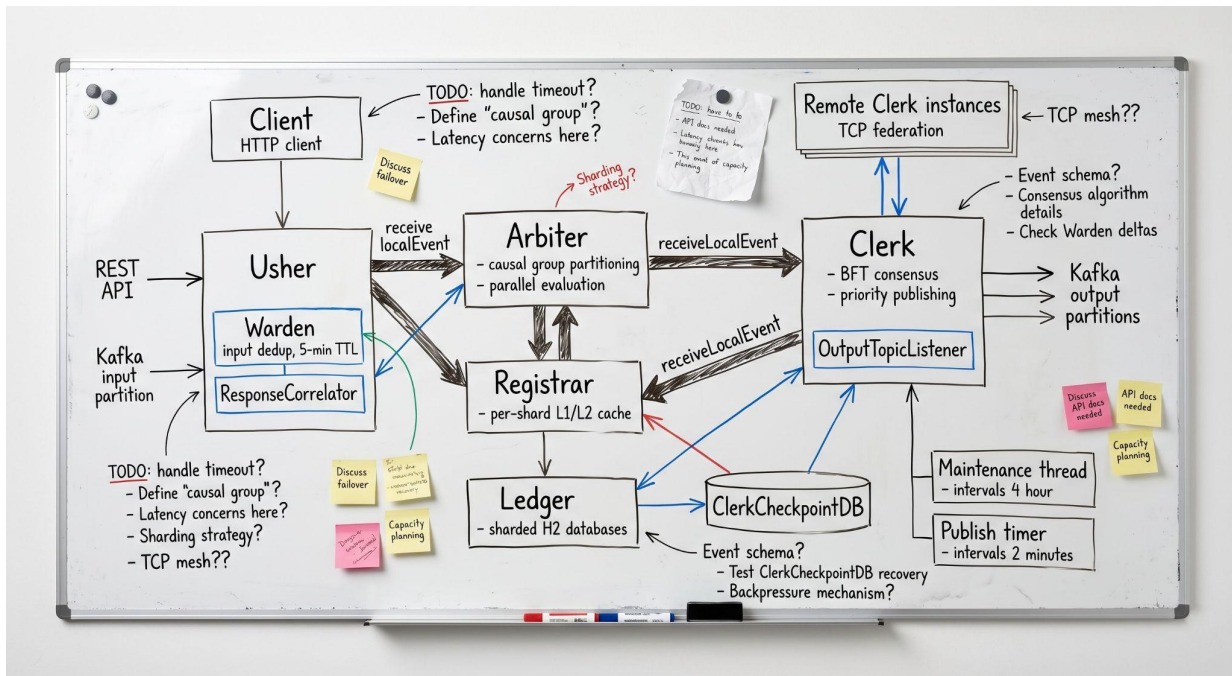 Client
HTTP client
TODO: handle timeout?
- Define "causal group"?
- Latency concerns here?
Discuss
failover
TODO: have to fo
- API docs
needed
- Latency
here
- This
of capacity
planning
Remote Clerk instances
TCP federation
TCP mesh??
- Event schema?
- Consensus algorithm
details
- Check Warden deltas
Sharding
strategy?
REST
API
Kafka
input
partition
Usher
Warden
input dedup, 5-min TTL
ResponseCorrelator
receive
localEvent
Arbiter
- causal group partitioning
- parallel evaluation
receiveLocalEvent
Clerk
- BFT consensus
- priority publishing
OutputTopicListener
Kafka
output
partitions
receiveLocalEvent
Registrar
- per-shard L1/L2 cache
Ledger
- sharded H2 databases
ClerkCheckpointDB
Maintenance thread
- intervals 4 hour
Publish timer
- intervals 2 minutes
Discuss
API docs
needed
API docs
needed
Capacity
planning
TODO: handle timeout?
- Define "causal group"?
- Latency concerns here?
- Sharding strategy?
- TCP mesh??
Discuss
failover
recovery
Capacity
planning
Event schema?
- Test ClerkCheckpointDB recovery
- Backpressure mechanism?